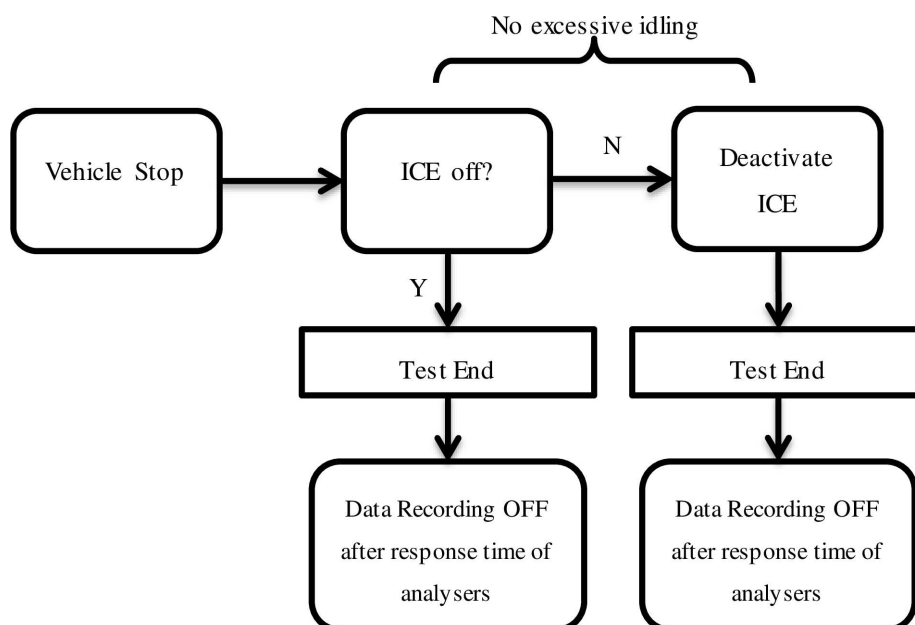 No excessive idling
Vehicle Stop
ICE off?
N
Deactivate
ICE
Y
Test End
Test End
Data Recording OFF
after response time of
analysers
Data Recording OFF
after response time of
analysers